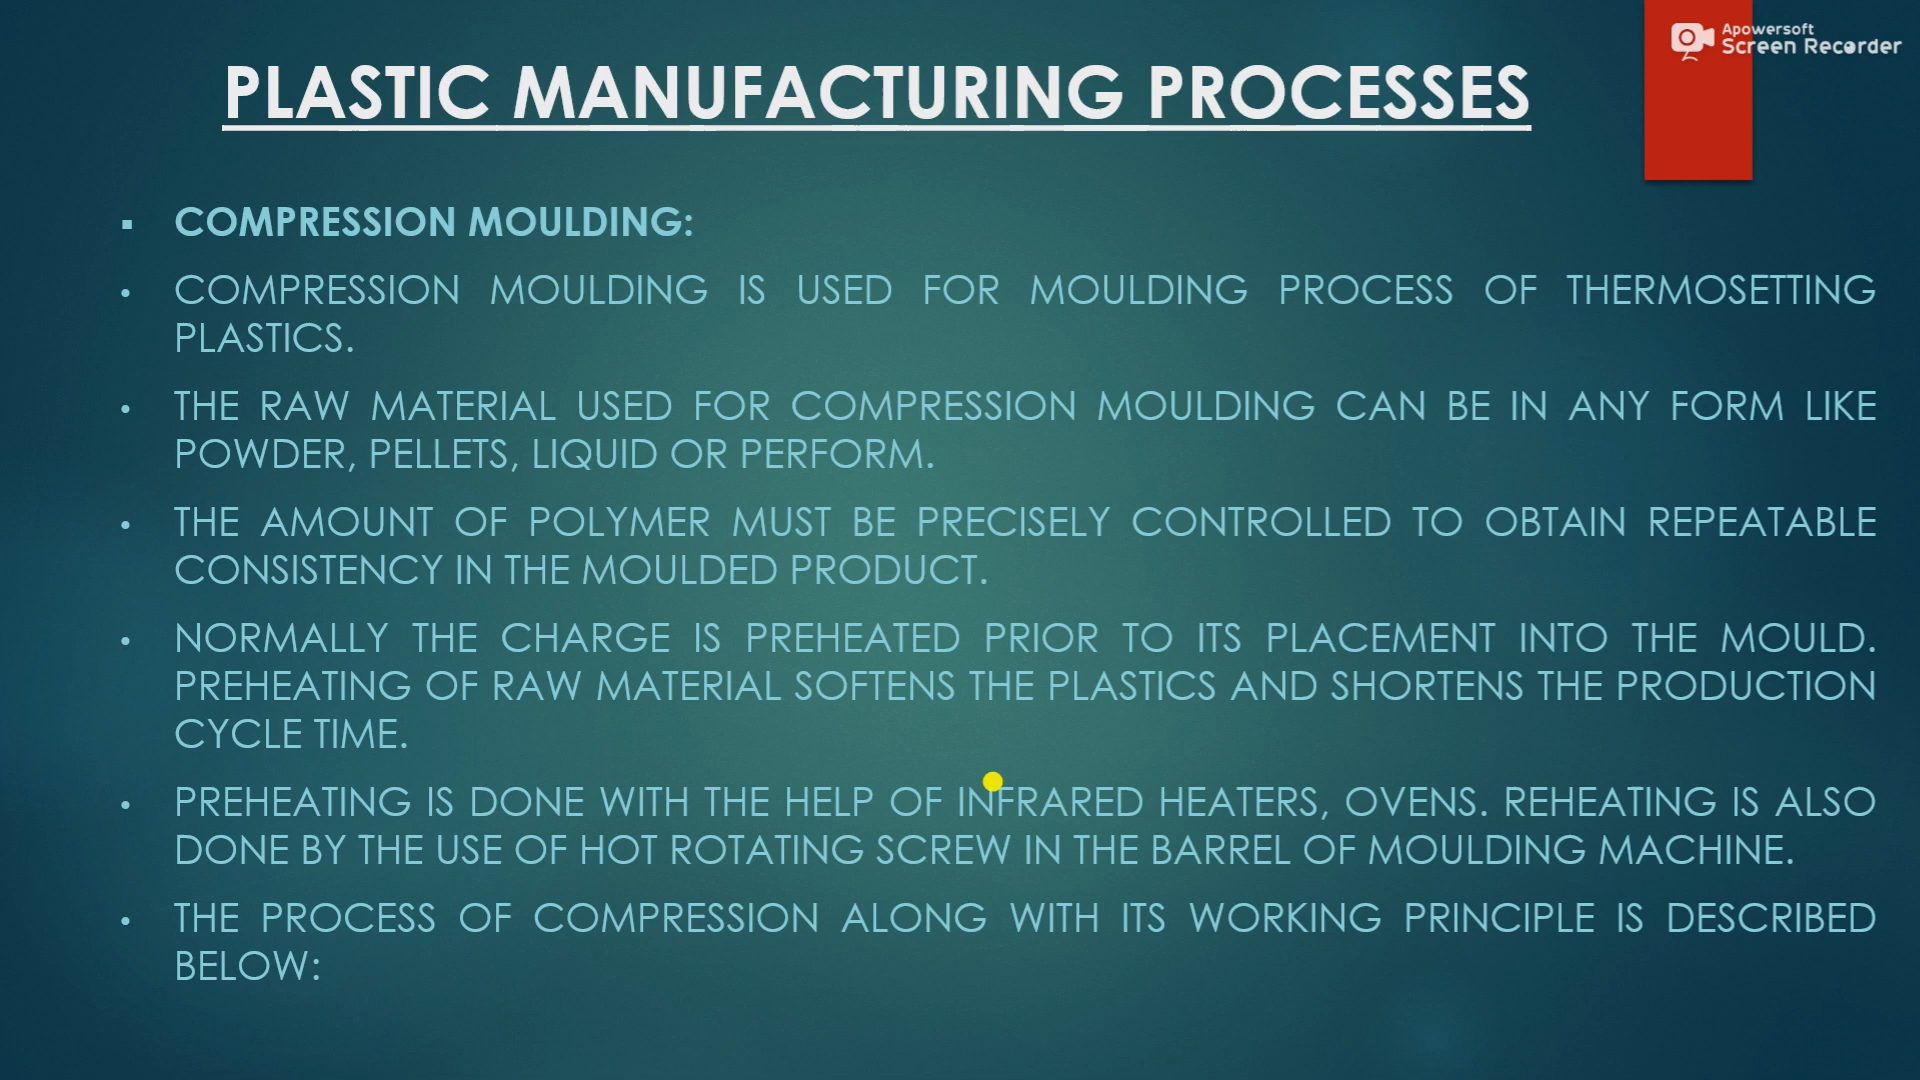 Apowersoft
Screen Recorder
PLASTIC MANUFACTURING PROCESSES
▪ COMPRESSION MOULDING:
• COMPRESSION MOULDING IS USED FOR MOULDING PROCESS OF THERMOSETTING
PLASTICS.
• THE RAW MATERIAL USED FOR COMPRESSION MOULDING CAN BE IN ANY FORM LIKE
POWDER, PELLETS, LIQUID OR PERFORM.
• THE AMOUNT OF POLYMER MUST BE PRECISELY CONTROLLED TO OBTAIN REPEATABLE
CONSISTENCY IN THE MOULDED PRODUCT.
• NORMALLY THE CHARGE IS PREHEATED PRIOR TO ITS PLACEMENT INTO THE MOULD.
PREHEATING OF RAW MATERIAL SOFTENS THE PLASTICS AND SHORTENS THE PRODUCTION
CYCLE TIME.
• PREHEATING IS DONE WITH THE HELP OF INFRARED HEATERS, OVENS. REHEATING IS ALSO
DONE BY THE USE OF HOT ROTATING SCREW IN THE BARREL OF MOULDING MACHINE.
• THE PROCESS OF COMPRESSION ALONG WITH ITS WORKING PRINCIPLE IS DESCRIBED
BELOW: